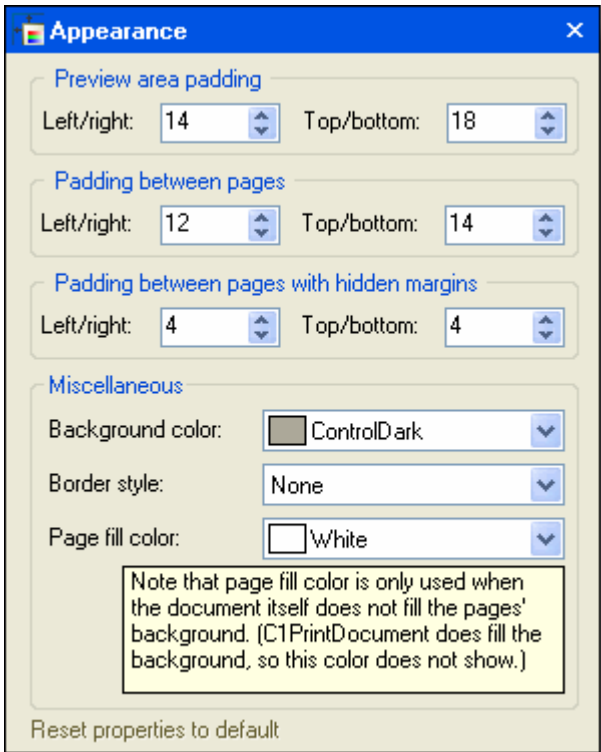 Appearance
Preview area padding
Left/right: 14 Top/bottom: 18
Padding between pages
Left/right: 12 Top/bottom: 14
Padding between pages with hidden margins
Left/right: 4 Top/bottom: 4
Miscellaneous
Background color: ControlDark
Border style: None
Page fill color: White
Note that page fill color is only used when
the document itself does not fill the pages'
background. (C1PrintDocument does fill the
background, so this color does not show.)
Reset properties to default